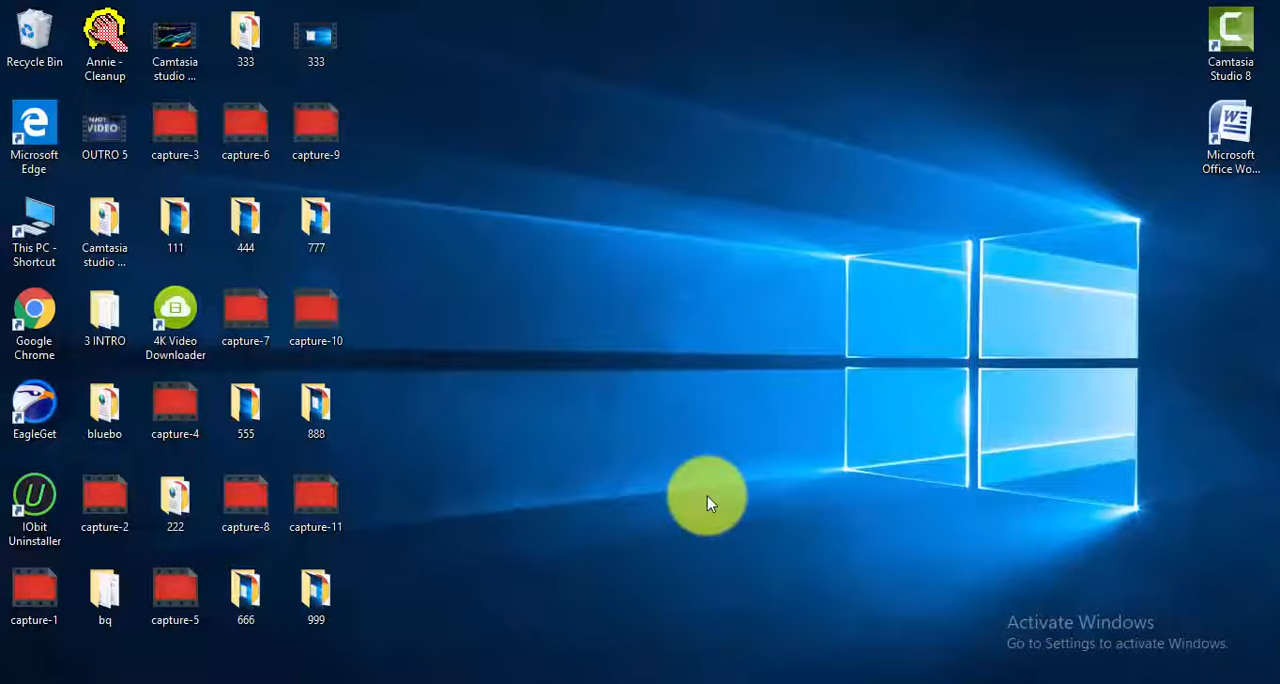 Recycle Bin
Annie -
Cleanup
Camtasia
studio ...
333
333
Camtasia
Studio 8
Microsoft
Edge
VIDEO
OUTRO 5
capture-3
capture-6
capture-9
Microsoft
Office Wo...
This PC -
Shortcut
Camtasia
studio ...
111
444
777
Google
Chrome
3 INTRO
4K Video
Downloader
capture-7
capture-10
EagleGet
bluebo
capture-4
555
888
IObit
Uninstaller
capture-2
222
capture-8
capture-11
capture-1
bq
capture-5
666
999
Activate Windows
Go to Settings to activate Windows.